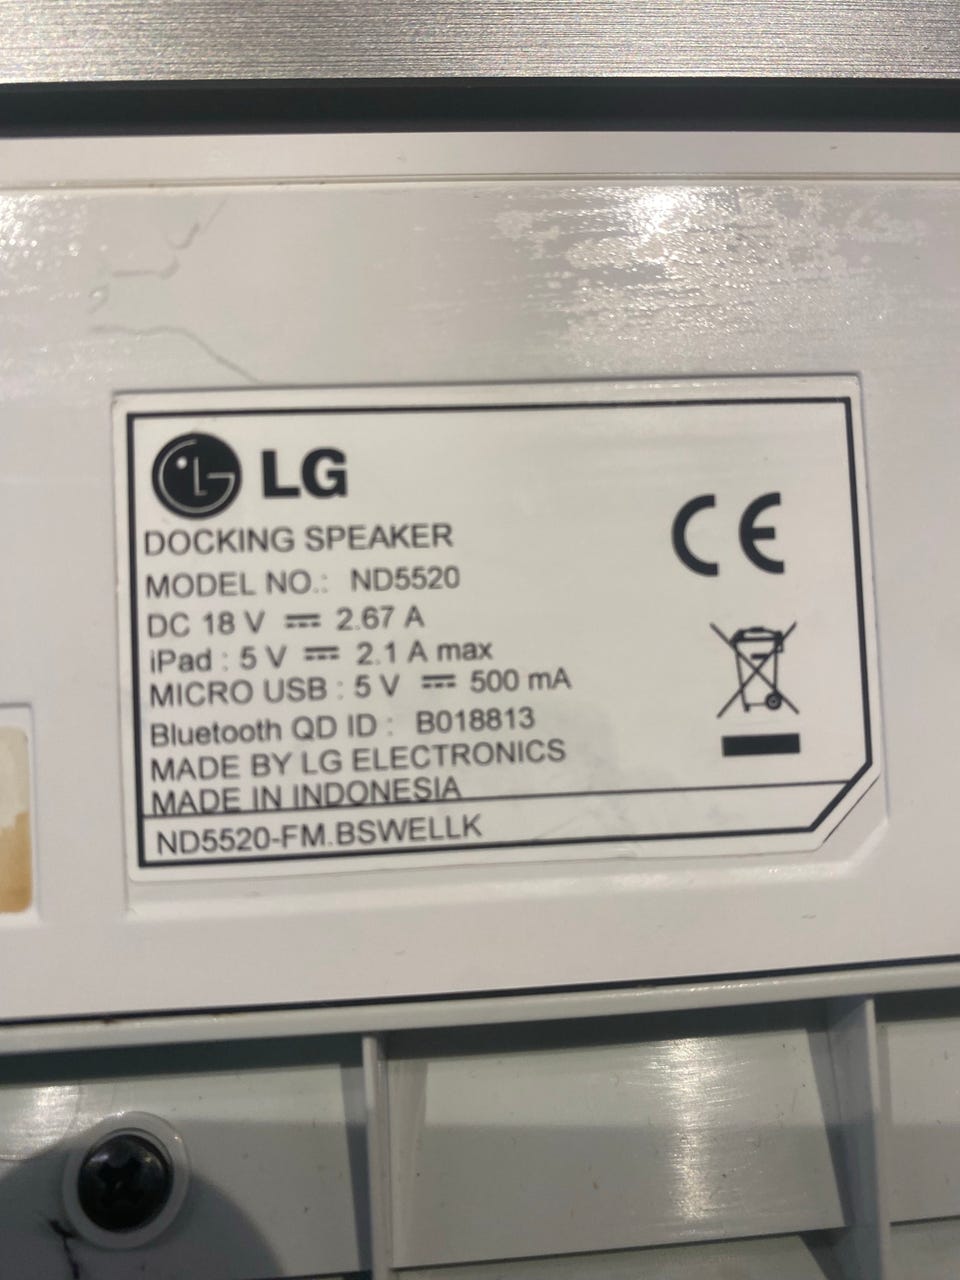 LG
DOCKING SPEAKER
MODEL NO.: ND5520
DC 18 V ⎓ 2.67 A
iPad : 5 V ⎓ 2.1 A max
MICRO USB : 5 V ⎓ 500 mA
Bluetooth QD ID : B018813
MADE BY LG ELECTRONICS
MADE IN INDONESIA
ND5520-FM.BSWELLK
CE